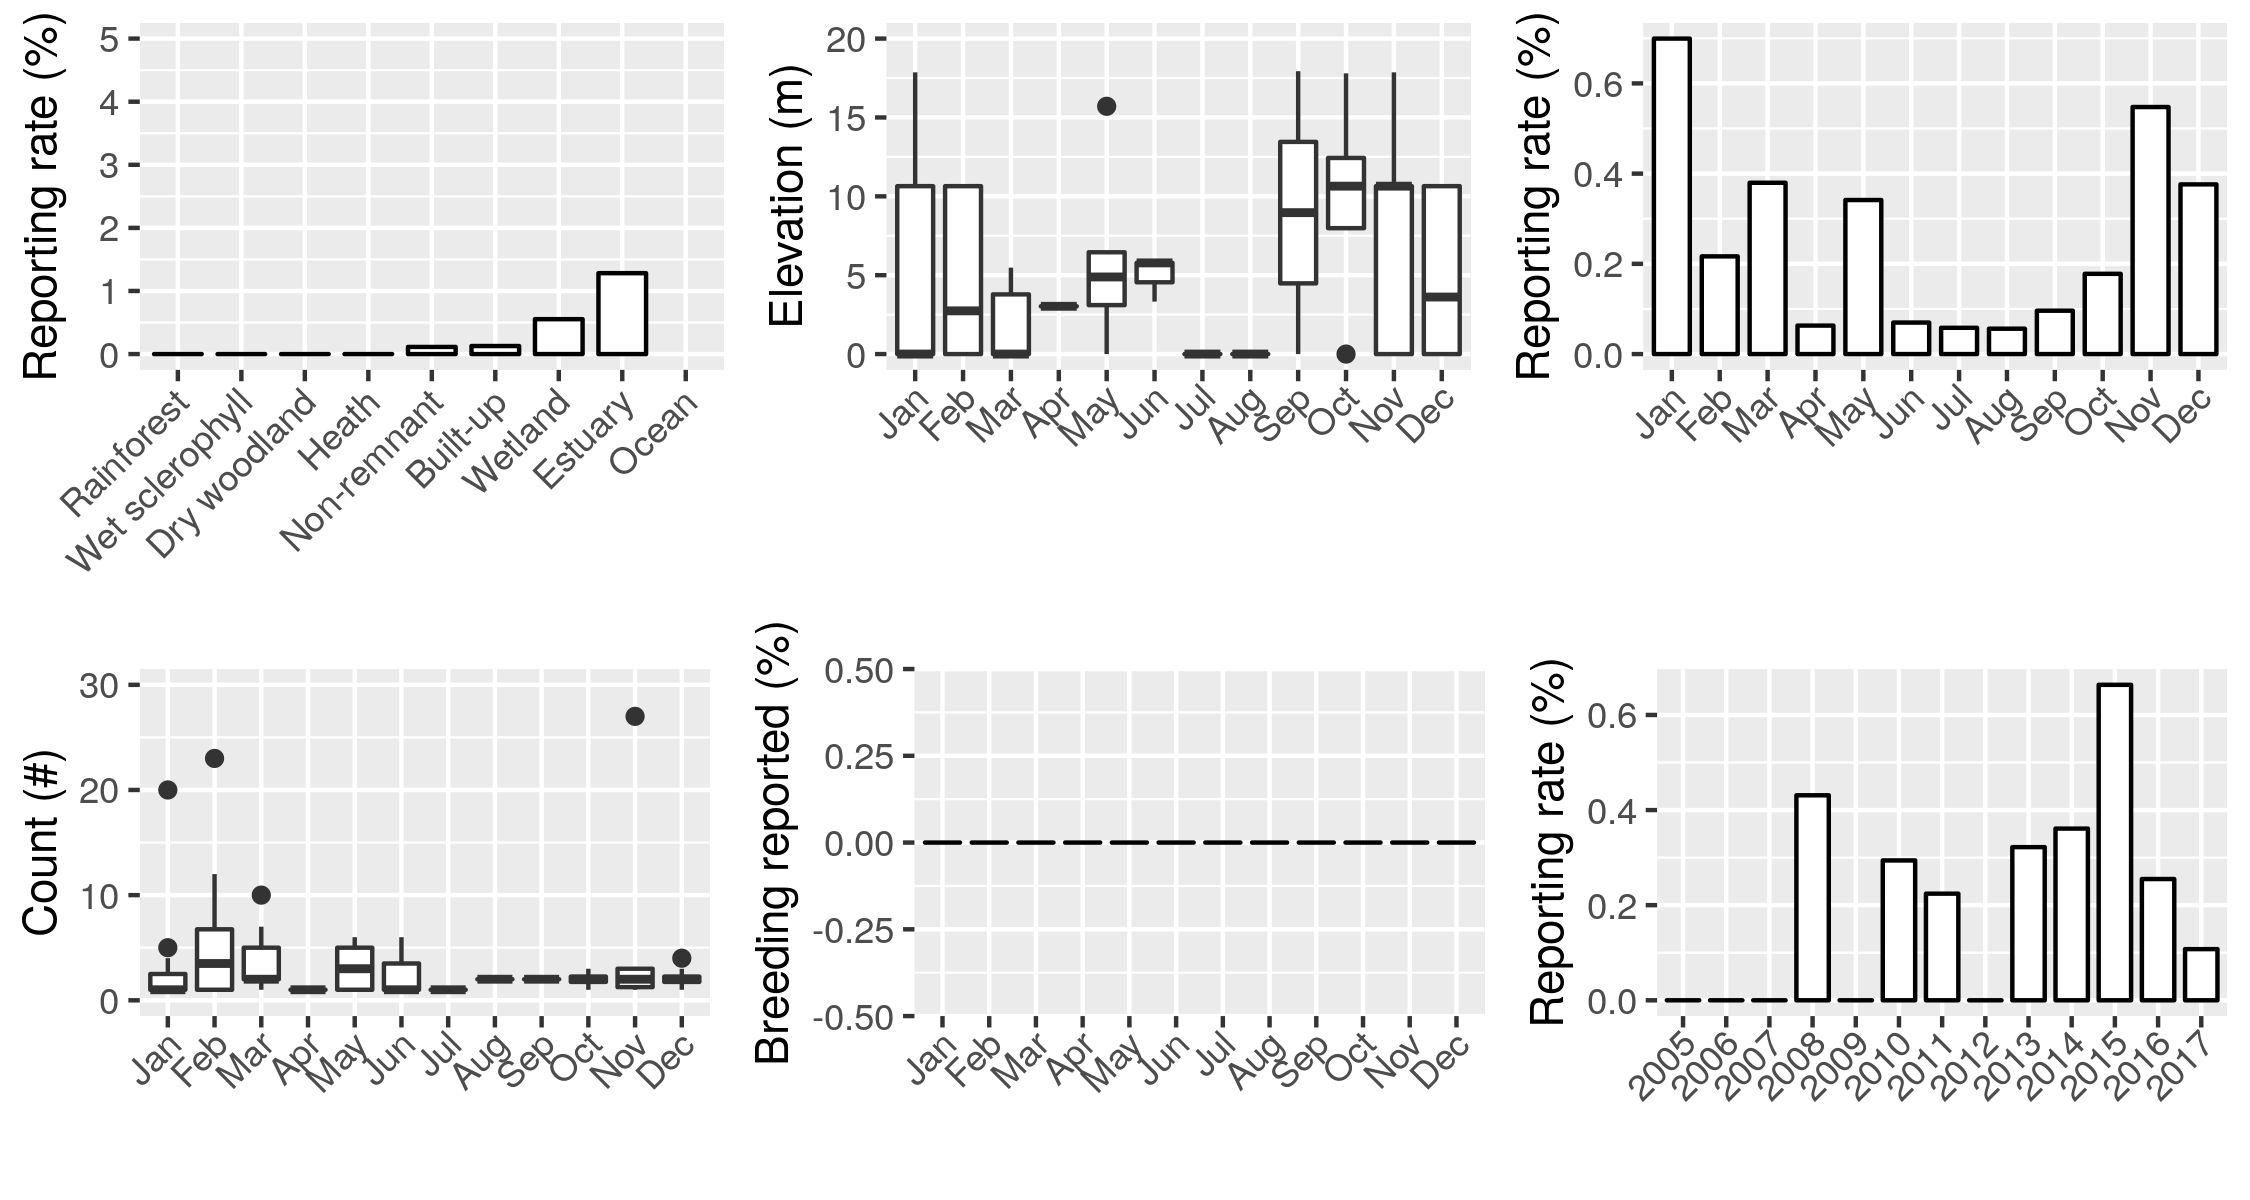 Reporting rate (%)
5
4
3
2
1
0
Rainforest
Wet sclerophyll
Dry woodland
Heath
Non-remnant
Built-up
Wetland
Estuary
Ocean
Elevation (m)
20
15
10
5
0
Jan
Feb
Mar
Apr
May
Jun
Jul
Aug
Sep
Oct
Nov
Dec
Reporting rate (%)
0.6
0.4
0.2
0.0
Jan
Feb
Mar
Apr
May
Jun
Jul
Aug
Sep
Oct
Nov
Dec
Count (#)
30
20
10
0
Jan
Feb
Mar
Apr
May
Jun
Jul
Aug
Sep
Oct
Nov
Dec
Breeding reported (%)
0.50
0.25
0.00
-0.25
-0.50
Jan
Feb
Mar
Apr
May
Jun
Jul
Aug
Sep
Oct
Nov
Dec
Reporting rate (%)
0.6
0.4
0.2
0.0
2005
2006
2007
2008
2009
2010
2011
2012
2013
2014
2015
2016
2017